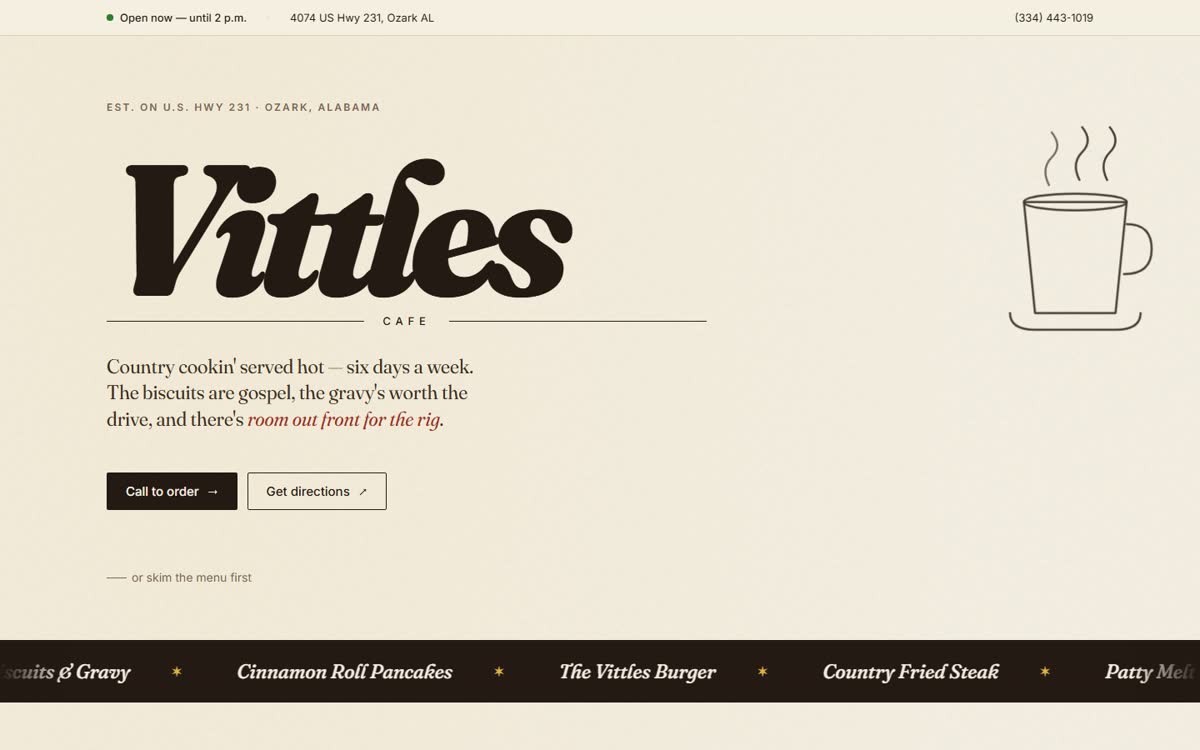 Open now — until 2 p.m.
4074 US Hwy 231, Ozark AL
(334) 443-1019
EST. ON U.S. HWY 231 · OZARK, ALABAMA
Vittles
CAFE
Country cookin' served hot — six days a week.
The biscuits are gospel, the gravy's worth the
drive, and there's room out front for the rig.
Call to order →
Get directions ↗
or skim the menu first
& Gravy ✶ Cinnamon Roll Pancakes ✶ The Vittles Burger ✶ Country Fried Steak ✶ Patty Melt